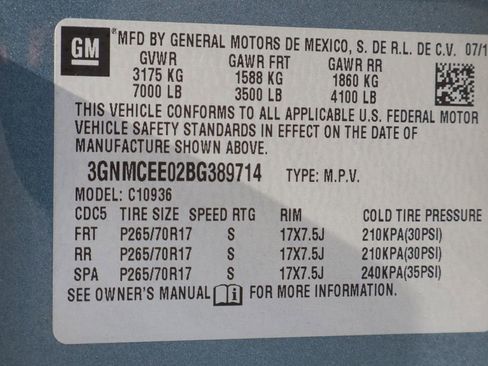 GM ®MFD BY GENERAL MOTORS DE MEXICO, S. DE R.L. DE C.V. 07/1
GVWR GAWR FRT GAWR RR
3175 KG 1588 KG 1860 KG
7000 LB 3500 LB 4100 LB
THIS VEHICLE CONFORMS TO ALL APPLICABLE U.S. FEDERAL MOTOR
VEHICLE SAFETY STANDARDS IN EFFECT ON THE DATE OF
MANUFACTURE SHOWN ABOVE.
3GNMCEE02BG389714 TYPE: M.P.V.
MODEL: C10936
CDC5 TIRE SIZE SPEED RTG RIM COLD TIRE PRESSURE
FRT P265/70R17 S 17X7.5J 210KPA(30PSI)
RR P265/70R17 S 17X7.5J 210KPA(30PSI)
SPA P265/70R17 S 17X7.5J 240KPA(35PSI)
SEE OWNER'S MANUAL i FOR MORE INFORMATION.